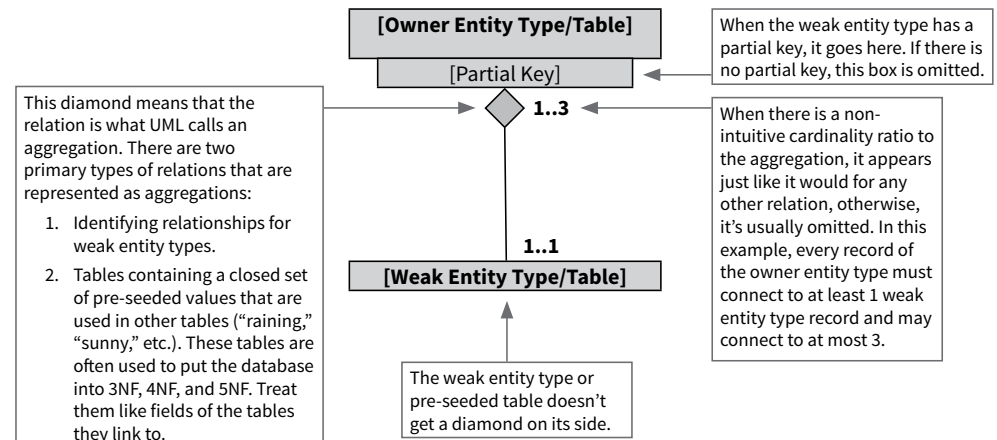 [Owner Entity Type/Table]
[Partial Key]
1..3
1..1
[Weak Entity Type/Table]
When the weak entity type has a
partial key, it goes here. If there is
no partial key, this box is omitted.
This diamond means that the
relation is what UML calls an
aggregation. There are two
primary types of relations that are
represented as aggregations:
1. Identifying relationships for
weak entity types.
2. Tables containing a closed set
of pre-seeded values that are
used in other tables (“raining,”
“sunny,” etc.). These tables are
often used to put the database
into 3NF, 4NF, and 5NF. Treat
them like fields of the tables
they link to.
When there is a non-
intuitive cardinality ratio to
the aggregation, it appears
just like it would for any
other relation, otherwise,
it’s usually omitted. In this
example, every record of
the owner entity type must
connect to at least 1 weak
entity type record and may
connect to at most 3.
The weak entity type or
pre-seeded table doesn’t
get a diamond on its side.